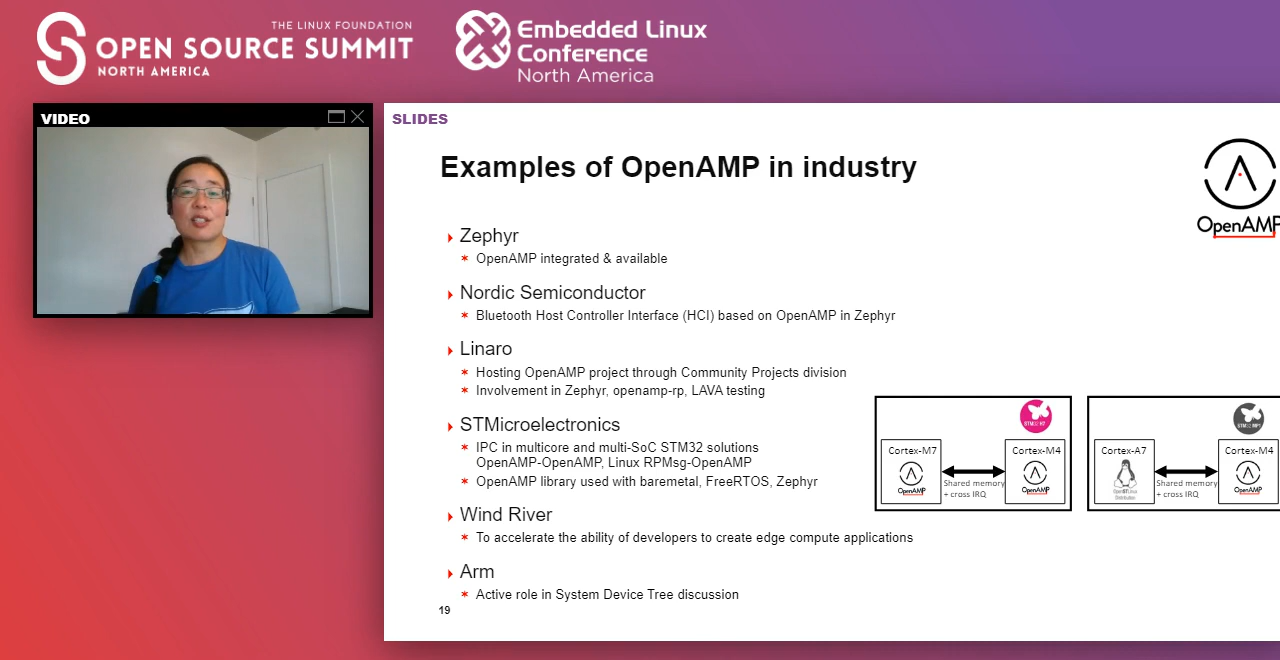 THE LINUX FOUNDATION
OPEN SOURCE SUMMIT
NORTH AMERICA
Embedded Linux
Conference
North America
VIDEO
SLIDES
Examples of OpenAMP in industry
OpenAMP
Zephyr
* OpenAMP integrated & available
Nordic Semiconductor
* Bluetooth Host Controller Interface (HCI) based on OpenAMP in Zephyr
Linaro
* Hosting OpenAMP project through Community Projects division
* Involvement in Zephyr, openamp-rp, LAVA testing
STMicroelectronics
* IPC in multicore and multi-SoC STM32 solutions
OpenAMP-OpenAMP, Linux RPMsg-OpenAMP
* OpenAMP library used with baremetal, FreeRTOS, Zephyr
Wind River
* To accelerate the ability of developers to create edge compute applications
Arm
* Active role in System Device Tree discussion
19
STM32 H7
Cortex-M7
OpenAMP
Shared memory
+ cross IRQ
Cortex-M4
OpenAMP
STM32 MP1
Cortex-A7
OpenSTLinux
Distribution
Shared memory
+ cross IRQ
Cortex-M4
OpenAMP